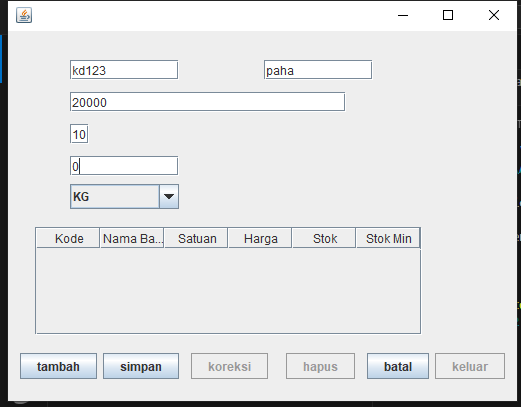 kd123 paha
20000
10
0
KG
Kode Nama Ba... Satuan Harga Stok Stok Min
tambah simpan koreksi hapus batal keluar